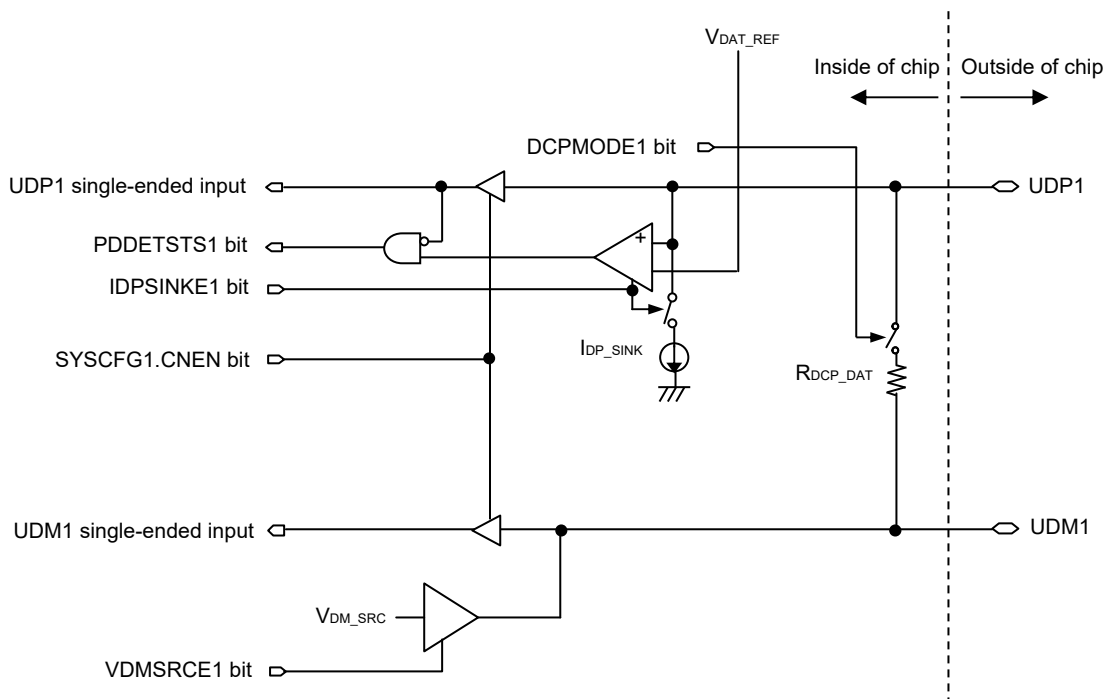 VDAT_REF
Inside of chip
Outside of chip
DCPMODE1 bit
UDP1 single-ended input
UDP1
PDDETSTS1 bit
+
IDPSINKE1 bit
IDP_SINK
SYSCFG1.CNEN bit
RDCP_DAT
UDM1 single-ended input
UDM1
VDM_SRC
VDMSRCE1 bit